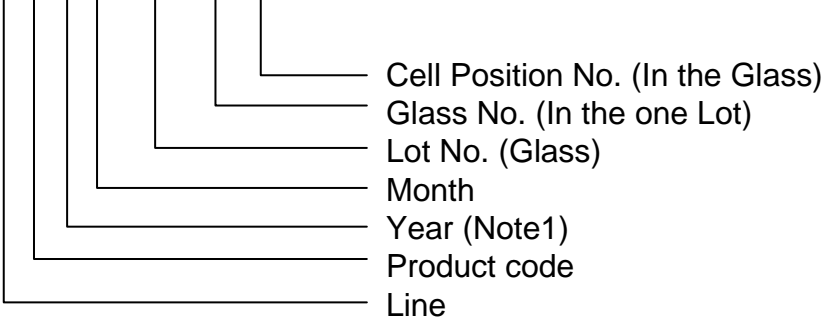 Cell Position No. (In the Glass)
Glass No. (In the one Lot)
Lot No. (Glass)
Month
Year (Note1)
Product code
Line